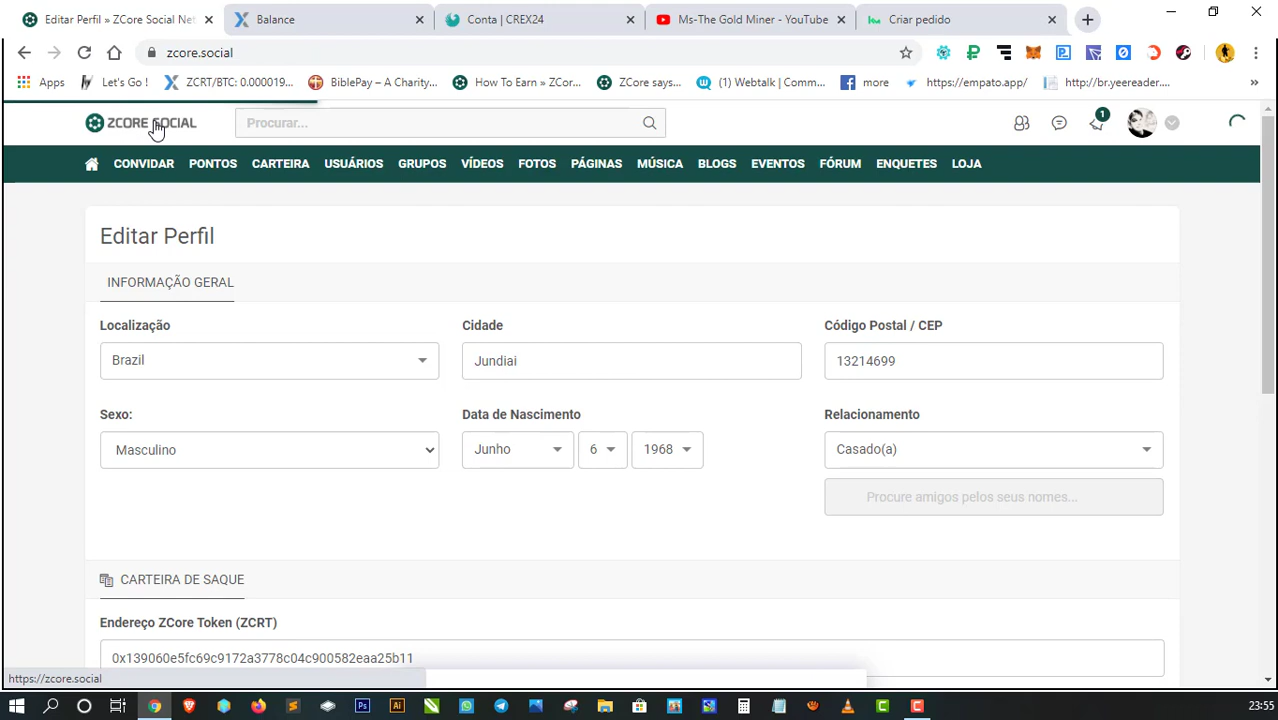 Editar Perfil » ZCore Social Net
Balance
Conta | CREX24
Ms-The Gold Miner - YouTube
Criar pedido
zcore.social
Apps
Let's Go !
ZCRT/BTC: 0.000019...
BiblePay – A Charity...
How To Earn » ZCor...
ZCore says...
(1) Webtalk | Comm...
more
https://empato.app/
http://br.yeereader....
»
ZCORE SOCIAL
Procurar...
1
CONVIDAR
PONTOS
CARTEIRA
USUÁRIOS
GRUPOS
VÍDEOS
FOTOS
PÁGINAS
MÚSICA
BLOGS
EVENTOS
FÓRUM
ENQUETES
LOJA
Editar Perfil
INFORMAÇÃO GERAL
Localização
Cidade
Código Postal / CEP
Brazil
Jundiai
13214699
Sexo:
Data de Nascimento
Relacionamento
Masculino
Junho
6
1968
Casado(a)
Procure amigos pelos seus nomes...
CARTEIRA DE SAQUE
Endereço ZCore Token (ZCRT)
0x139060e5fc69c9172a3778c04c900582eaa25b11
https://zcore.social
23:55